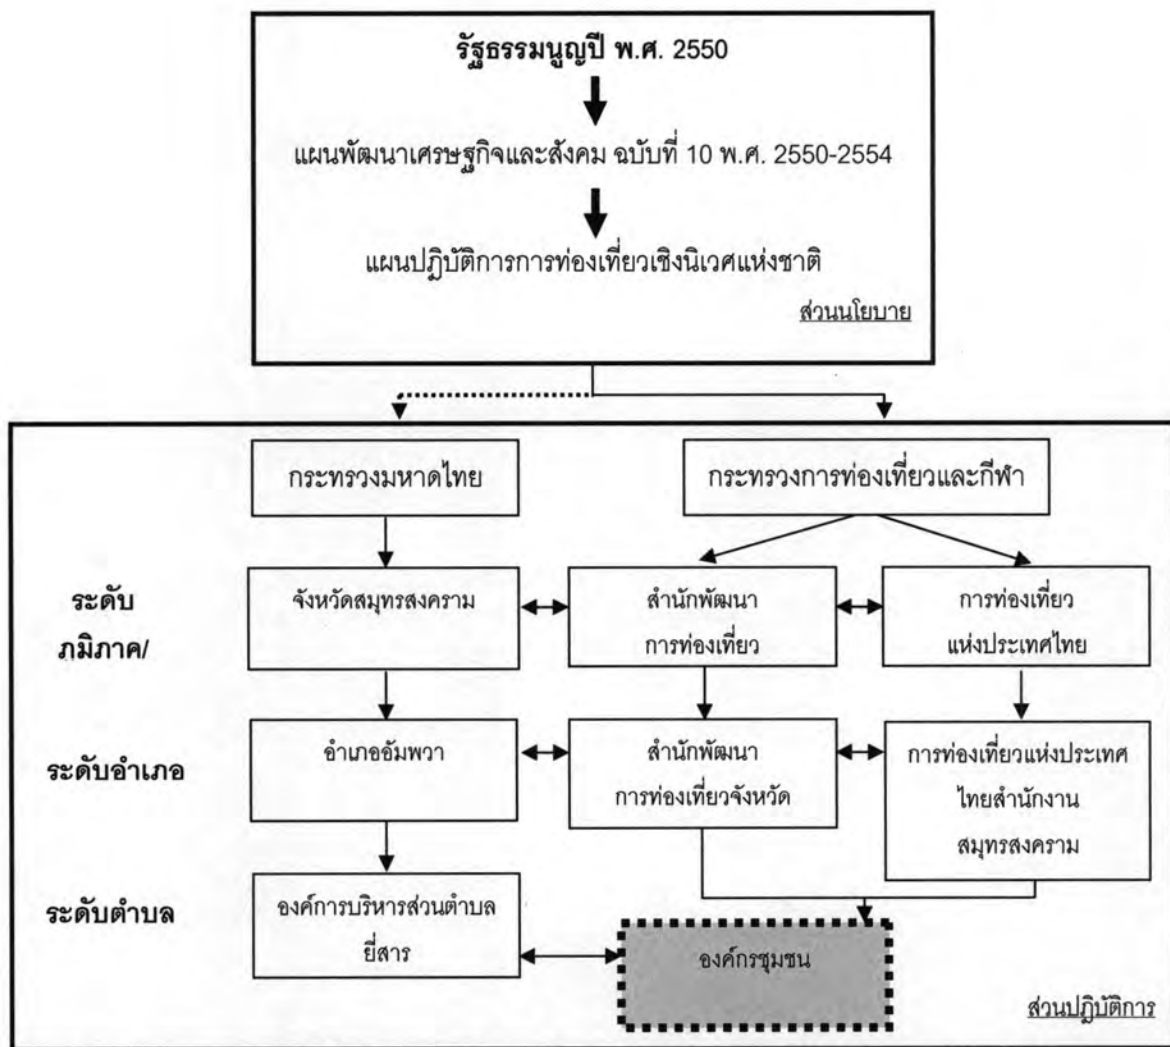 รัฐธรรมนูญปี พ.ศ. 2550
แผนพัฒนาเศรษฐกิจและสังคม ฉบับที่ 10 พ.ศ. 2550-2554
แผนปฏิบัติการการท่องเที่ยวเชิงนิเวศแห่งชาติ
ส่วนนโยบาย
กระทรวงมหาดไทย
กระทรวงการท่องเที่ยวและกีฬา
ระดับ
ภูมิภาค/
จังหวัดสมุทรสงคราม
สำนักพัฒนา
การท่องเที่ยว
การท่องเที่ยว
แห่งประเทศไทย
ระดับอำเภอ
อำเภออัมพวา
สำนักพัฒนา
การท่องเที่ยวจังหวัด
การท่องเที่ยวแห่งประเทศ
ไทยสำนักงาน
สมุทรสงคราม
ระดับตำบล
องค์การบริหารส่วนตำบล
ยี่สาร
องค์กรชุมชน
ส่วนปฏิบัติการ